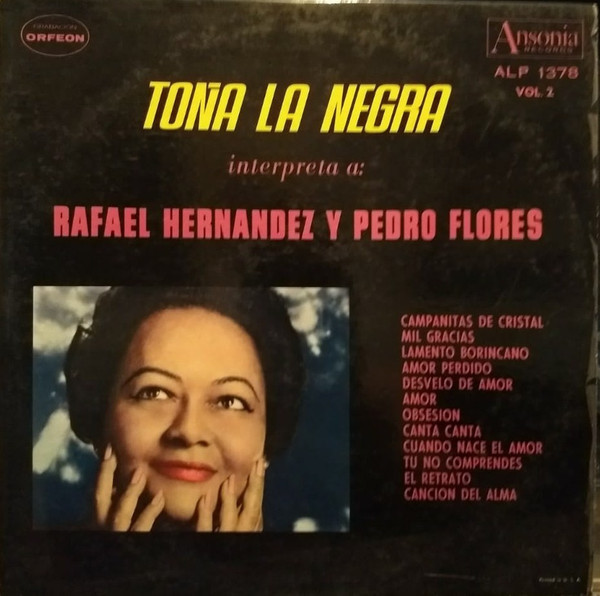 GRABACION
ORFEON
Ansonia
RECORDS
ALP 1378
VOL. 2
TOÑA LA NEGRA
interpreta a:
RAFAEL HERNANDEZ Y PEDRO FLORES
CAMPANITAS DE CRISTAL
MIL GRACIAS
LAMENTO BORINCANO
AMOR PERDIDO
DESVELO DE AMOR
AMOR
OBSESION
CANTA CANTA
CUANDO NACE EL AMOR
TU NO COMPRENDES
EL RETRATO
CANCION DEL ALMA